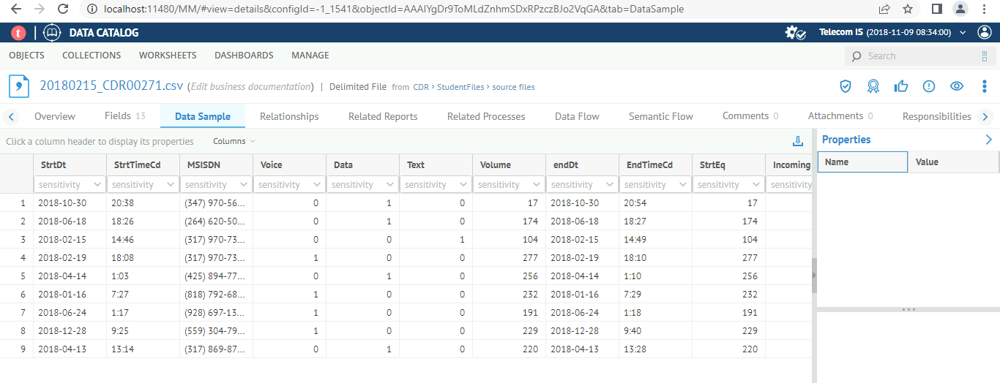 localhost:11480/MM/#view=details&configId=-1_1541&objectId=AAAIYgDr9ToMLdZnhmSDxRPzczBJo2VqGA&tab=DataSample
t DATA CATALOG Telecom IS (2018-11-09 08:34:00)
OBJECTS COLLECTIONS WORKSHEETS DASHBOARDS MANAGE Search
20180215_CDR00271.csv (Edit business documentation) | Delimited File from CDR > StudentFiles > source files
Overview Fields 13 Data Sample Relationships Related Reports Related Processes Data Flow Semantic Flow Comments 0 Attachments 0 Responsibilities
Click a column header to display its properties Columns Properties
StrtDt StrtTimeCd MSISDN Voice Data Text Volume endDt EndTimeCd StrtEq Incoming Name Value
sensitivity sensitivity sensitivity sensitivity sensitivity sensitivity sensitivity sensitivity sensitivity sensitivity sensitivity
1 2018-10-30 20:38 (347) 970-56... 0 1 0 17 2018-10-30 20:54 17
2 2018-06-18 18:26 (264) 620-50... 0 1 0 174 2018-06-18 18:27 174
3 2018-02-15 14:46 (317) 970-73... 0 0 1 104 2018-02-15 14:49 104
4 2018-02-19 18:08 (317) 970-73... 1 0 0 277 2018-02-19 18:10 277
5 2018-04-14 1:03 (425) 894-77... 0 1 0 256 2018-04-14 1:10 256
6 2018-01-16 7:27 (818) 792-68... 1 0 0 232 2018-01-16 7:29 232
7 2018-06-24 1:17 (928) 697-13... 1 0 0 191 2018-06-24 1:18 191
8 2018-12-28 9:25 (559) 304-79... 1 0 0 229 2018-12-28 9:40 229
9 2018-04-13 13:14 (317) 869-87... 0 1 0 220 2018-04-13 13:28 220